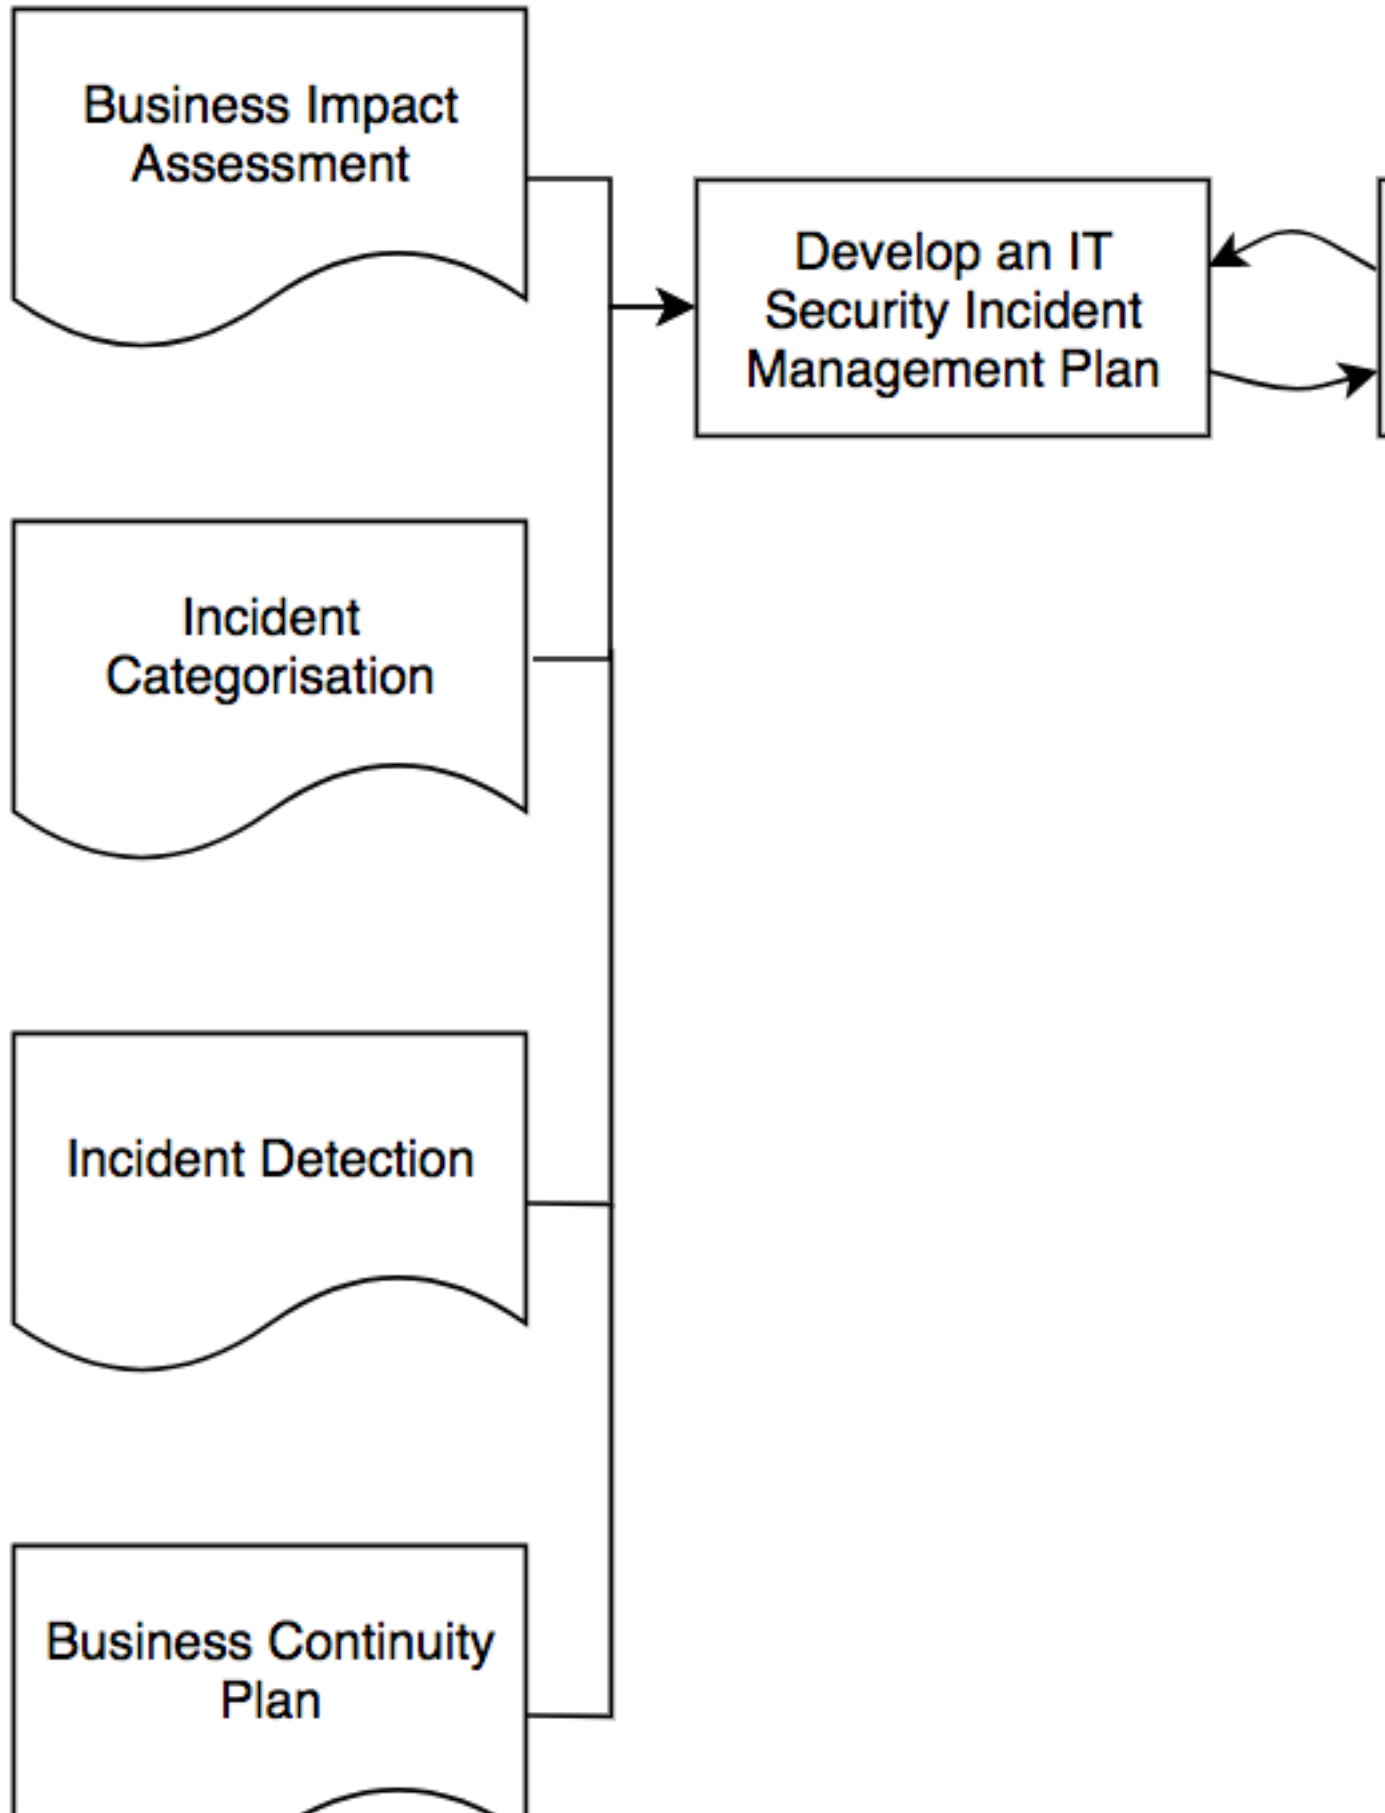 Business Impact
Assessment
Develop an IT
Security Incident
Management Plan
Incident
Categorisation
Incident Detection
Business Continuity
Plan